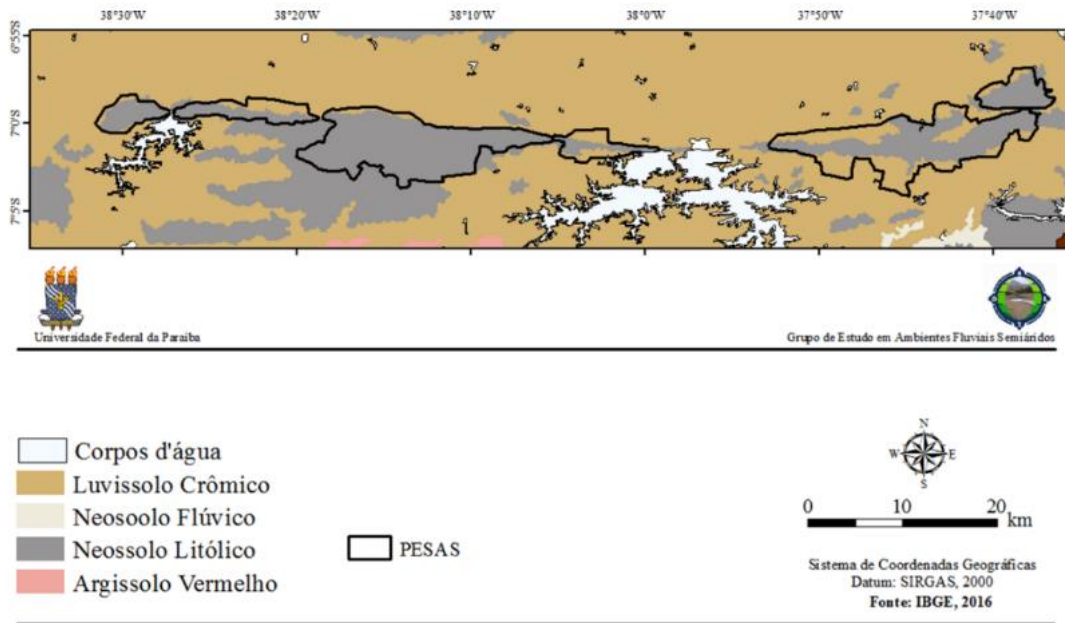 38°30'W 38°20'W 38°10'W 38°0'W 37°50'W 37°40'W
6°55'S
7°0'S
7°5'S
Universidade Federal da Paraiba
Grupo de Estudo em Ambientes Fluviais Semiáridos
Corpos d'água
Luvissolo Crômico
Neosoolo Flúvico
Neossolo Litólico
Argissolo Vermelho
PESAS
N
W E
S
0 10 20
km
Sistema de Coordenadas Geográficas
Datum: SIRGAS, 2000
Fonte: IBGE, 2016